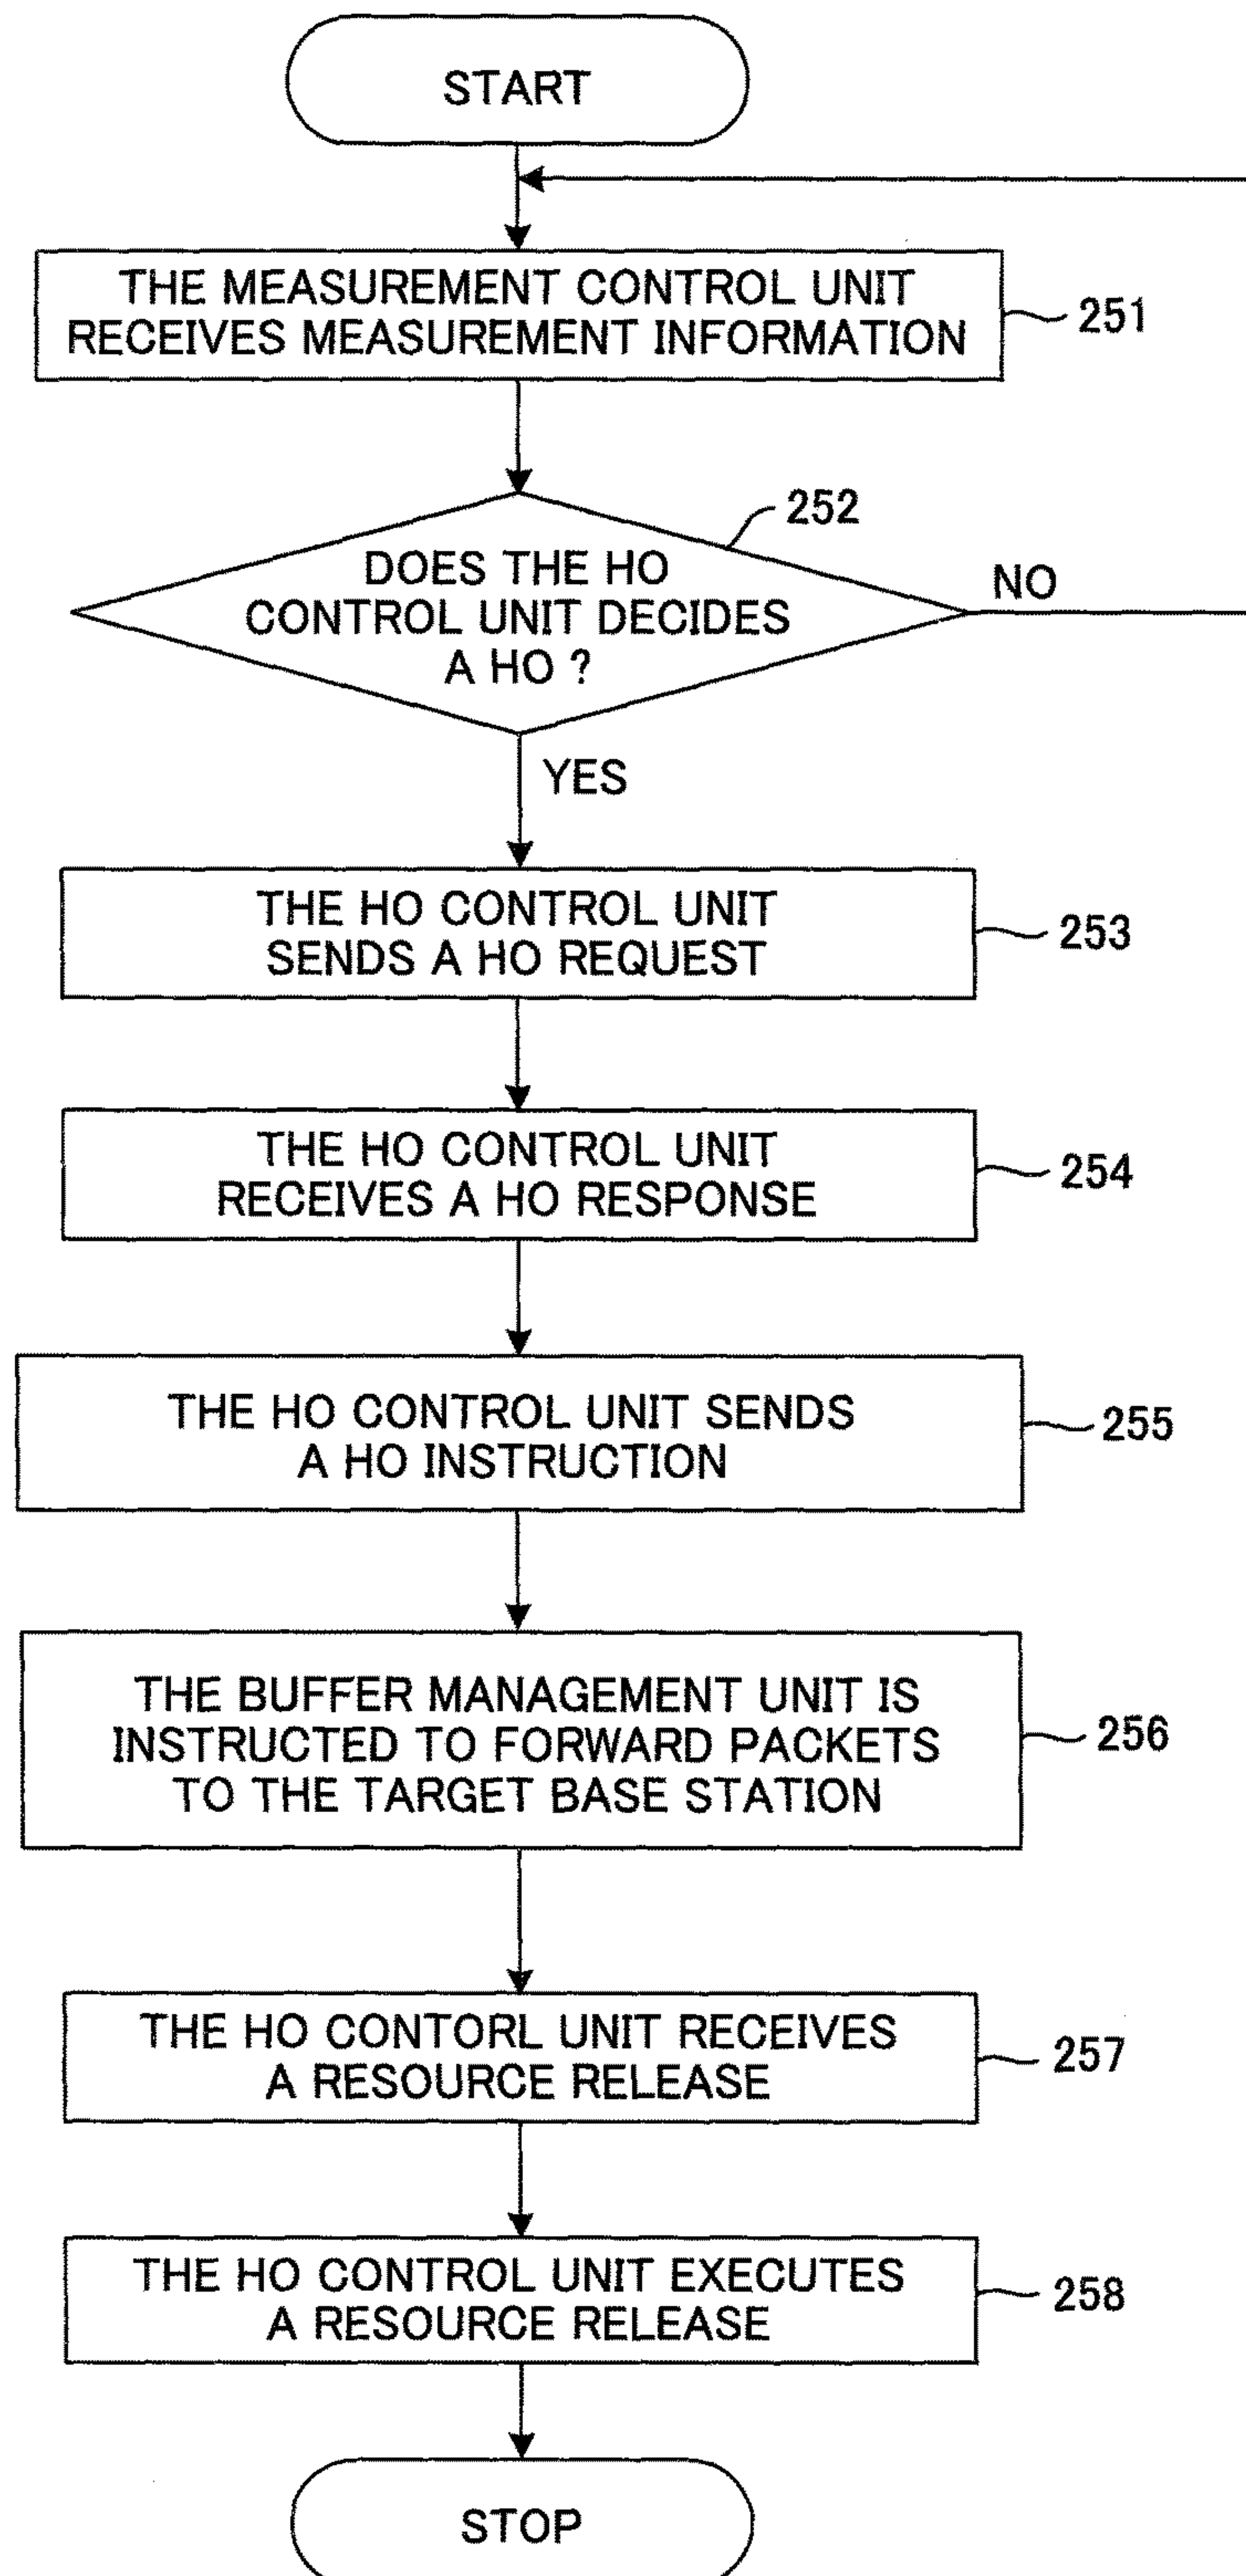 START
THE MEASUREMENT CONTROL UNIT
RECEIVES MEASUREMENT INFORMATION
251
252
DOES THE HO
CONTROL UNIT DECIDES
A HO ?
NO
YES
THE HO CONTROL UNIT
SENDS A HO REQUEST
253
THE HO CONTROL UNIT
RECEIVES A HO RESPONSE
254
THE HO CONTROL UNIT SENDS
A HO INSTRUCTION
255
THE BUFFER MANAGEMENT UNIT IS
INSTRUCTED TO FORWARD PACKETS
TO THE TARGET BASE STATION
256
THE HO CONTORL UNIT RECEIVES
A RESOURCE RELEASE
257
THE HO CONTROL UNIT EXECUTES
A RESOURCE RELEASE
258
STOP